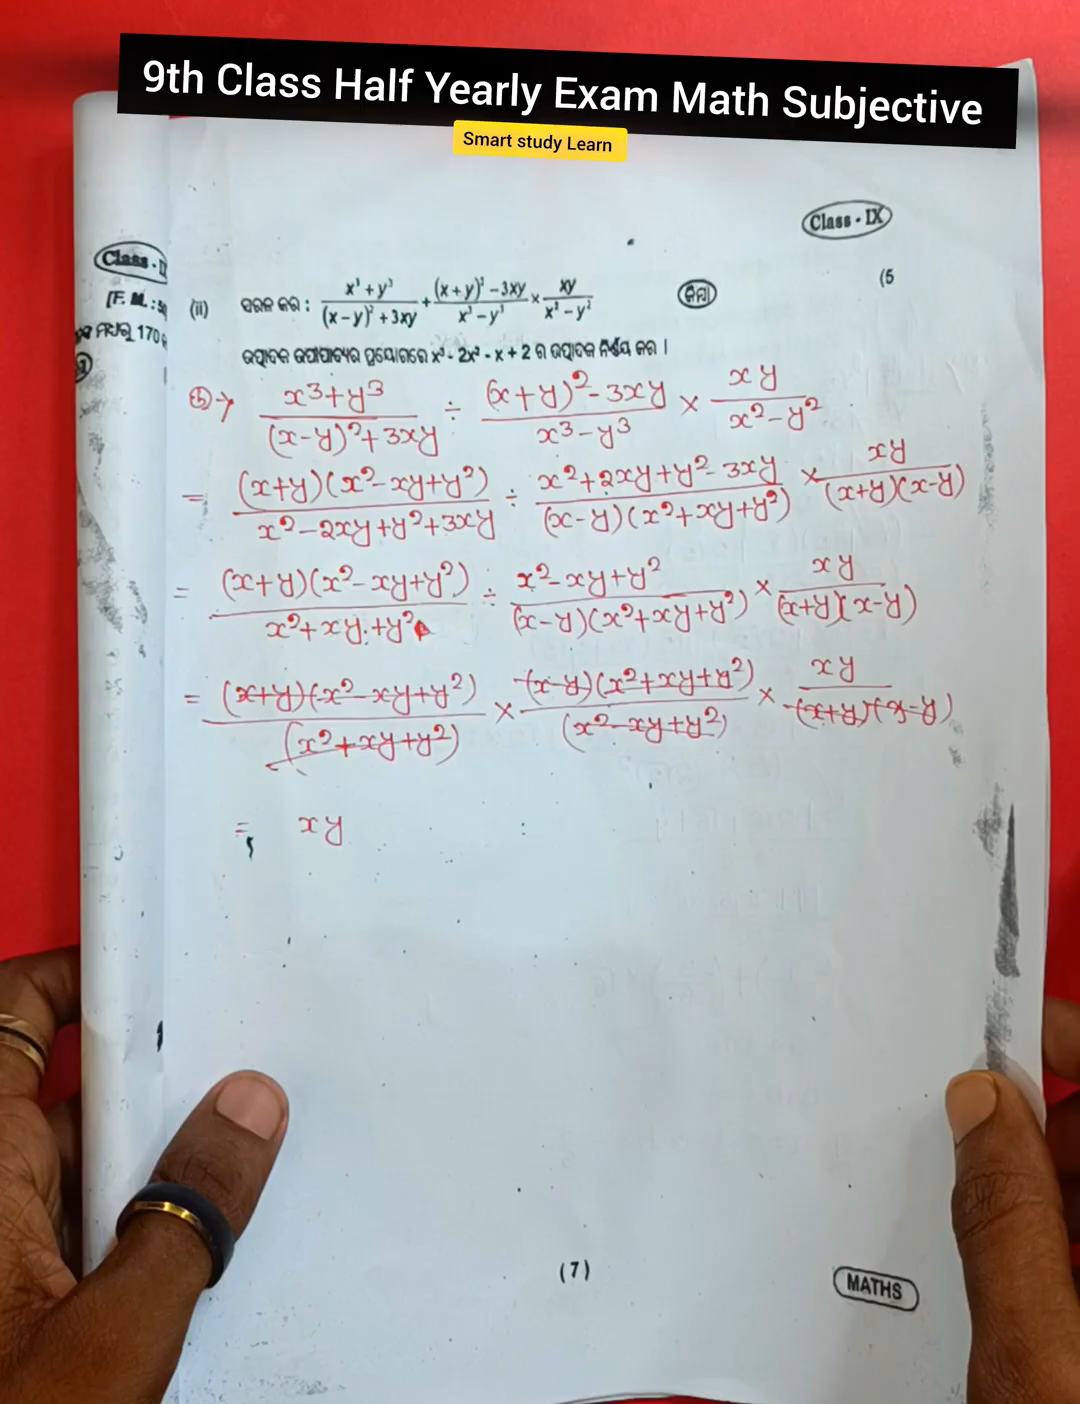 9th Class Half Yearly Exam Math Subjective
Smart study Learn
Class - IX
Class - I
[F. M. : 50
170
(5
(ii) ସରଳ କର : (x³ + y³)/((x – y)² + 3xy) ÷ ((x + y)² – 3xy)/(x³ – y³) × xy/(x² – y²)
(କିମ୍ବା)
ଉତ୍ପାଦକ ଉପପାଦ୍ୟର ପ୍ରୟୋଗରେ x³ - 2x² - x + 2 ର ଉତ୍ପାଦକ ନିର୍ଣ୍ଣୟ କର ।
→ (x³+y³)/((x-y)²+3xy) ÷ ((x+y)²-3xy)/(x³-y³) × xy/(x²-y²)
= (x+y)(x²-xy+y²)/(x²-2xy+y²+3xy) ÷ (x²+2xy+y²-3xy)/((x-y)(x²+xy+y²)) × xy/((x+y)(x-y))
= (x+y)(x²-xy+y²)/(x²+xy+y²) ÷ (x²-xy+y²)/((x-y)(x²+xy+y²)) × xy/((x+y)(x-y))
= (x+y)(x²-xy+y²)/(x²+xy+y²) × (x-y)(x²+xy+y²)/(x²-xy+y²) × xy/((x+y)(x-y))
= xy
(7)
MATHS